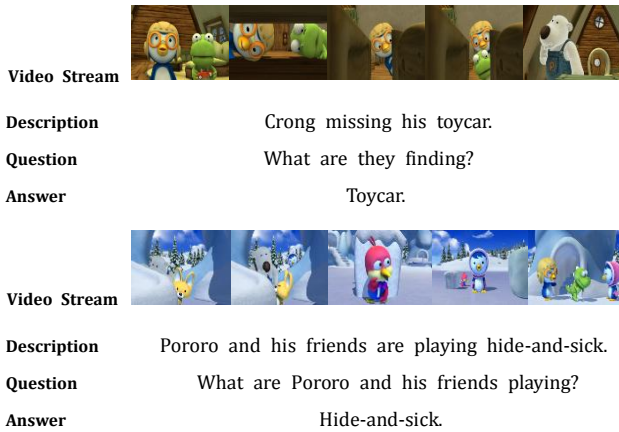 Video Stream
Description Crong missing his toycar.
Question What are they finding?
Answer Toycar.
Video Stream
Description Pororo and his friends are playing hide-and-sick.
Question What are Pororo and his friends playing?
Answer Hide-and-sick.